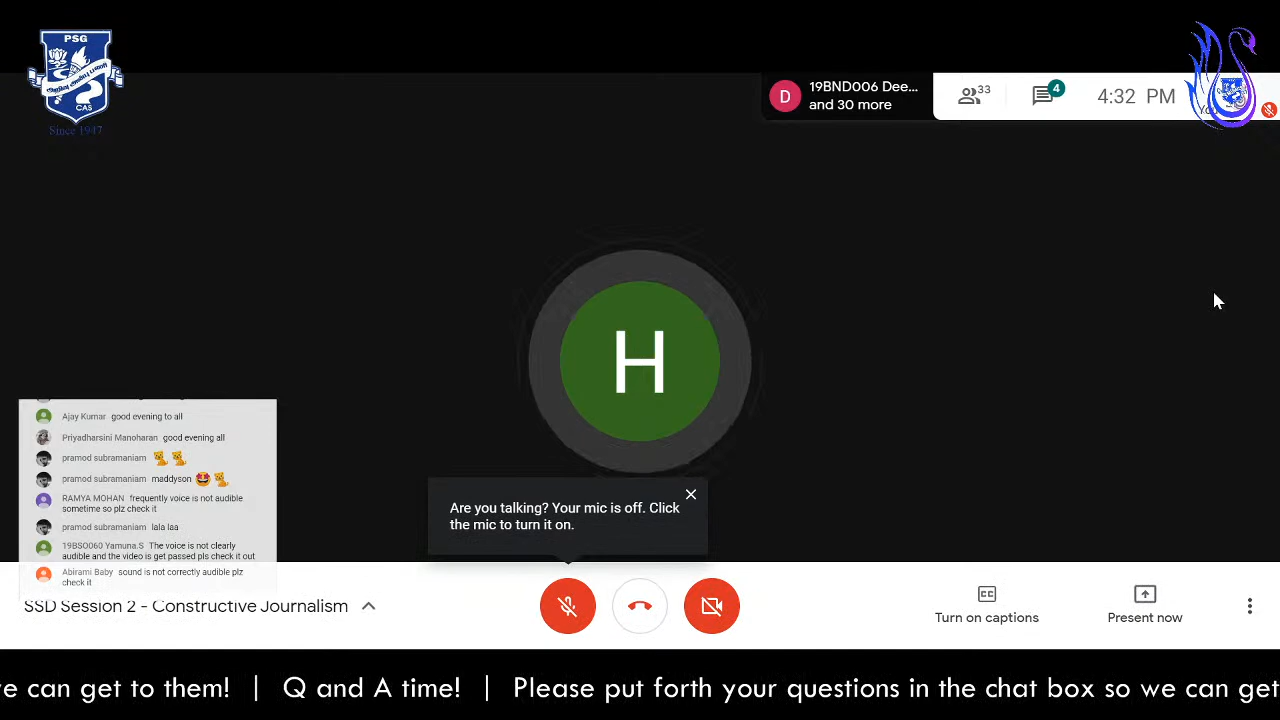 PSG
CAS
Since 1947
19BND006 Dee...
and 30 more
33
4
4:32 PM
H
Ajay Kumar good evening to all
Priyadharsini Manoharan good evening all
pramod subramaniam 🐆🐆
pramod subramaniam maddyson 🤩🐆
RAMYA MOHAN frequently voice is not audible
sometime so plz check it
pramod subramaniam lala laa
19BSO060 Yamuna.S The voice is not clearly
audible and the video is get passed pls check it out
Abirami Baby sound is not correctly audible plz
check it
Are you talking? Your mic is off. Click
the mic to turn it on.
SSD Session 2 - Constructive Journalism
Turn on captions
Present now
ve can get to them! | Q and A time! | Please put forth your questions in the chat box so we can get